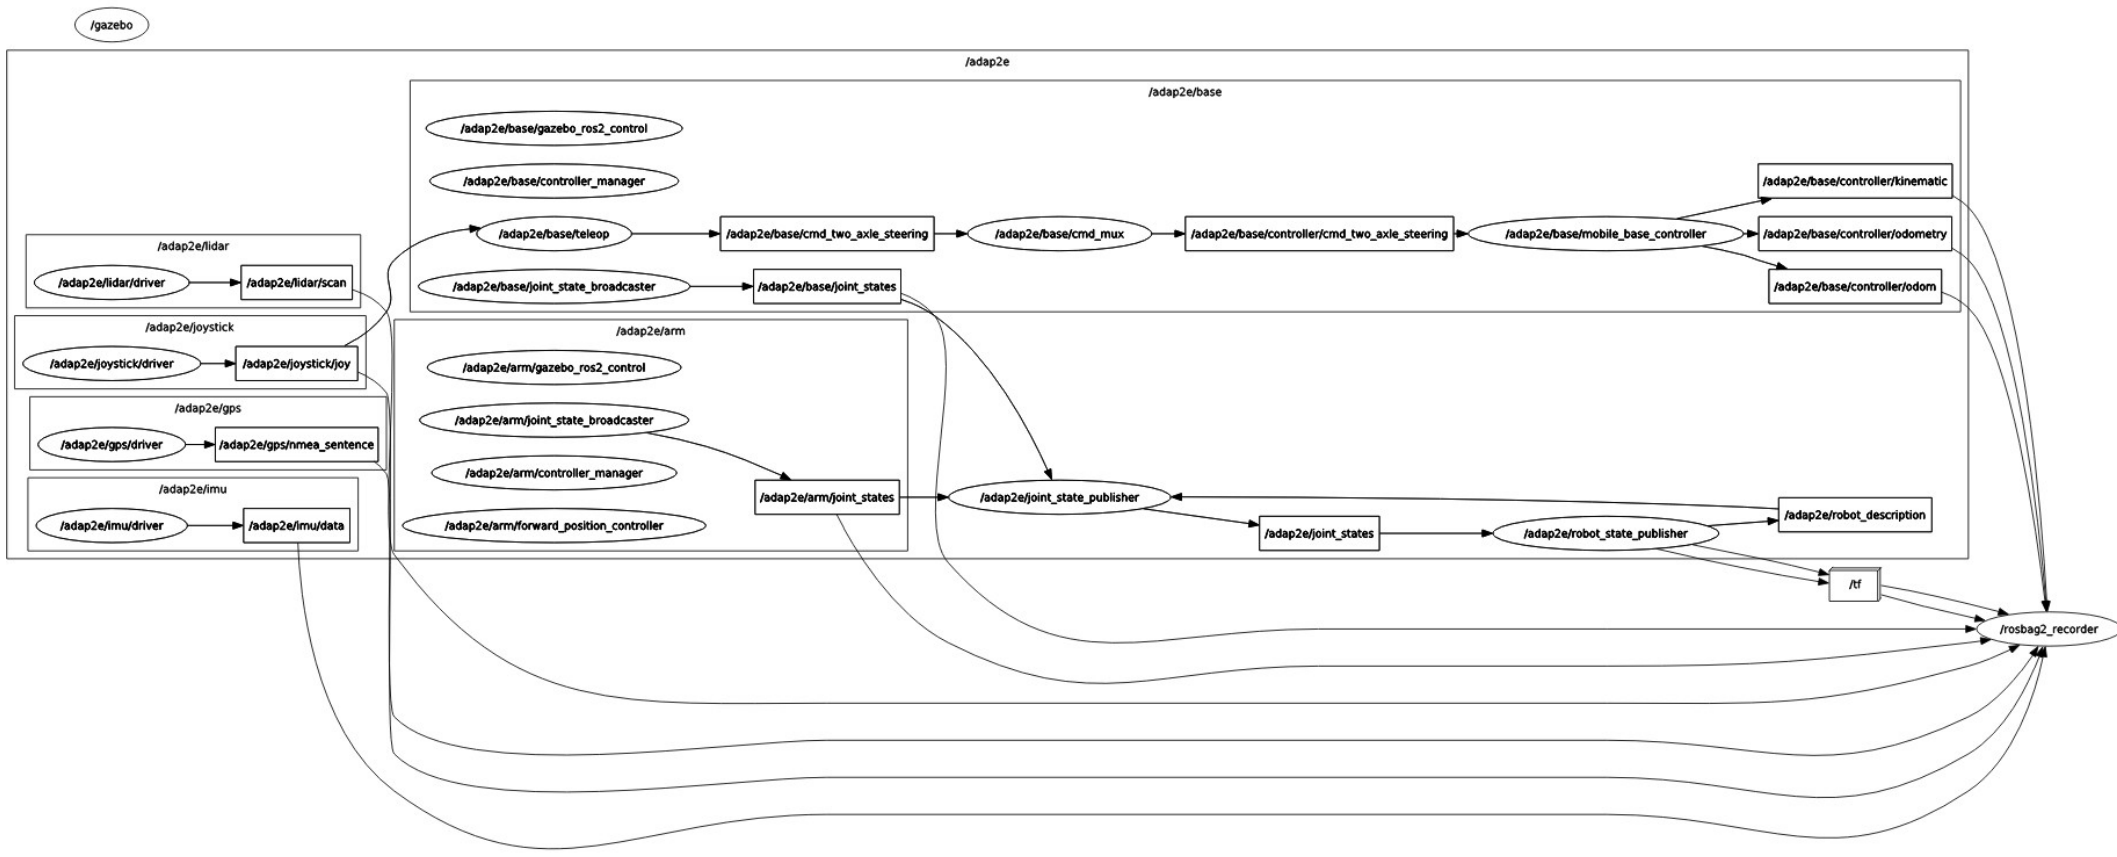 /gazebo
/adap2e
/adap2e/base
/adap2e/base/gazebo_ros2_control
/adap2e/base/controller_manager
/adap2e/base/teleop
/adap2e/base/cmd_two_axle_steering
/adap2e/base/cmd_mux
/adap2e/base/controller/cmd_two_axle_steering
/adap2e/base/mobile_base_controller
/adap2e/base/controller/kinematic
/adap2e/base/controller/odometry
/adap2e/base/controller/odom
/adap2e/base/joint_state_broadcaster
/adap2e/base/joint_states
/adap2e/lidar
/adap2e/lidar/driver
/adap2e/lidar/scan
/adap2e/joystick
/adap2e/joystick/driver
/adap2e/joystick/joy
/adap2e/gps
/adap2e/gps/driver
/adap2e/gps/nmea_sentence
/adap2e/imu
/adap2e/imu/driver
/adap2e/imu/data
/adap2e/arm
/adap2e/arm/gazebo_ros2_control
/adap2e/arm/joint_state_broadcaster
/adap2e/arm/controller_manager
/adap2e/arm/forward_position_controller
/adap2e/arm/joint_states
/adap2e/joint_state_publisher
/adap2e/joint_states
/adap2e/robot_state_publisher
/adap2e/robot_description
/tf
/rosbag2_recorder